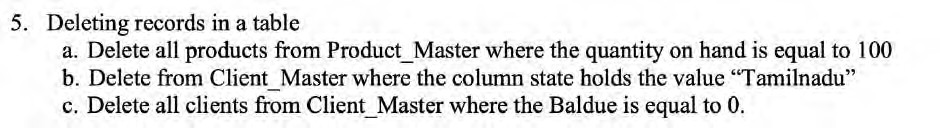 5. Deleting records in a table
a. Delete all products from Product_Master where the quantity on hand is equal to 100
b. Delete from Client_Master where the column state holds the value “Tamilnadu”
c. Delete all clients from Client_Master where the Baldue is equal to 0.